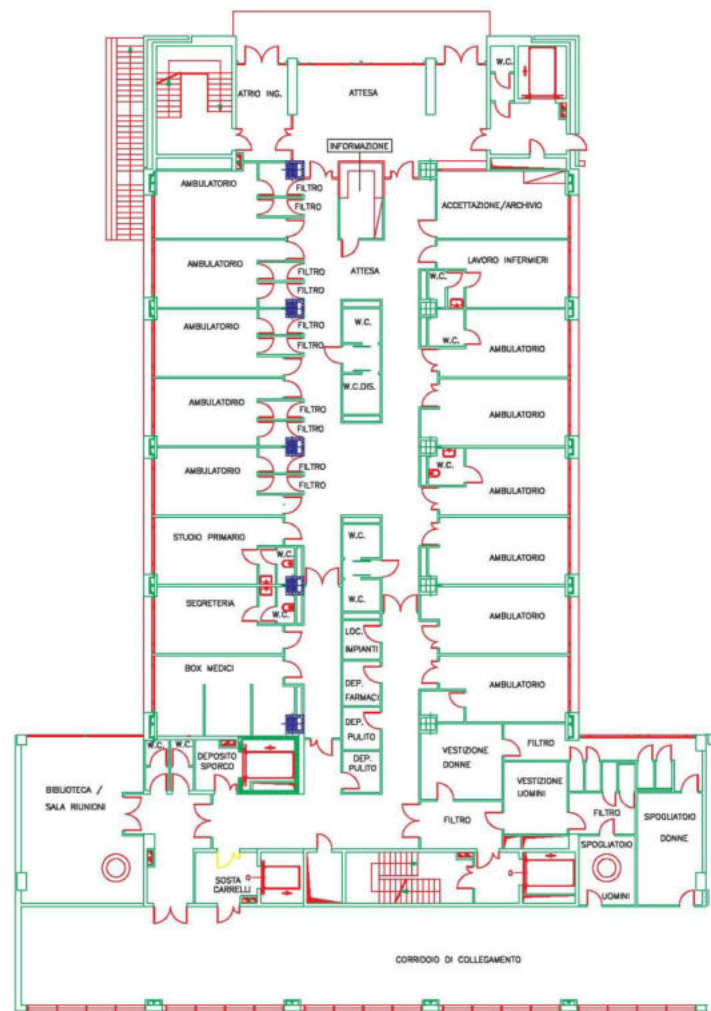 W.C.
ATRIO ING.
ATTESA
INFORMAZIONE
AMBULATORIO
FILTRO
FILTRO
ACCETTAZIONE/ARCHIVIO
AMBULATORIO
FILTRO
FILTRO
ATTESA
LAVORO INFERMIERI
W.C.
AMBULATORIO
FILTRO
FILTRO
W.C.
W.C.
AMBULATORIO
W.C.DIS.
AMBULATORIO
FILTRO
FILTRO
AMBULATORIO
AMBULATORIO
FILTRO
FILTRO
W.C.
AMBULATORIO
STUDIO PRIMARIO
W.C.
W.C.
AMBULATORIO
SEGRETERIA
W.C.
W.C.
AMBULATORIO
LOC.
IMPIANTI
BOX MEDICI
DEP.
FARMACI
AMBULATORIO
DEP.
PULITO
W.C.
W.C.
DEPOSITO
SPORCO
DEP.
PULITO
VESTIZIONE
DONNE
FILTRO
VESTIZIONE
UOMINI
BIBLIOTECA /
SALA RIUNIONI
FILTRO
FILTRO
SPOGLIATOIO
DONNE
SPOGLIATOIO
UOMINI
SOSTA
CARRELLI
CORRIDOIO DI COLLEGAMENTO